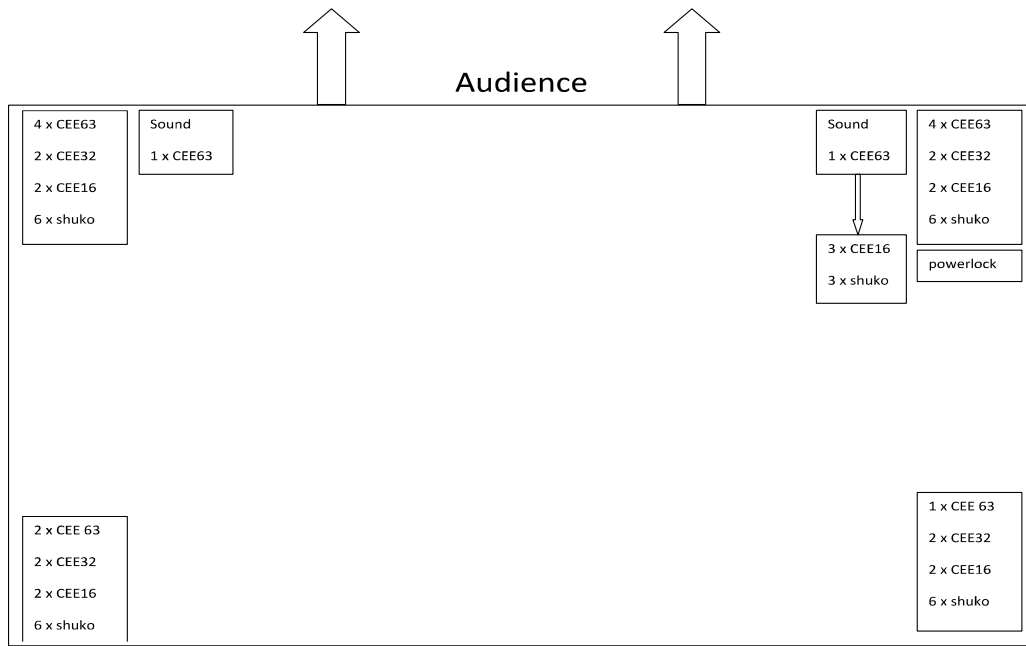 Audience
4 x CEE63
2 x CEE32
2 x CEE16
6 x shuko
Sound
1 x CEE63
Sound
1 x CEE63
3 x CEE16
3 x shuko
4 x CEE63
2 x CEE32
2 x CEE16
6 x shuko
powerlock
2 x CEE 63
2 x CEE32
2 x CEE16
6 x shuko
1 x CEE 63
2 x CEE32
2 x CEE16
6 x shuko